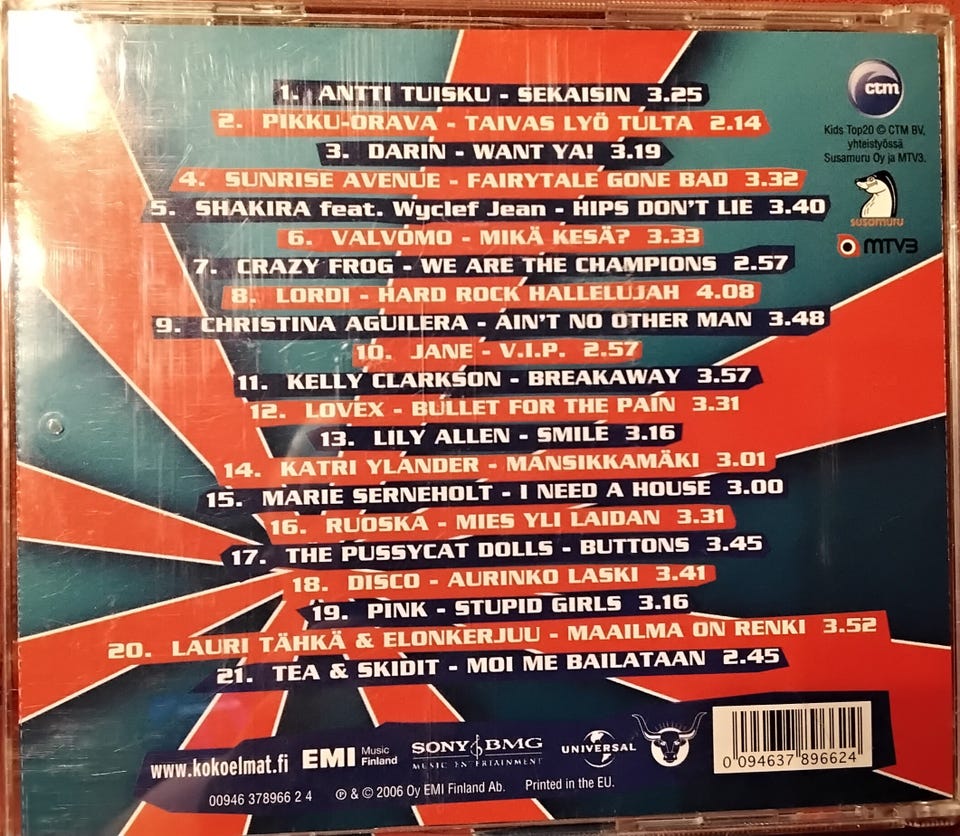 1. ANTTI TUISKU - SEKAISIN 3.25
2. PIKKU-ORAVA - TAIVAS LYÖ TULTA 2.14
3. DARIN - WANT YA! 3.19
4. SUNRISE AVENUE - FAIRYTALE GONE BAD 3.32
5. SHAKIRA feat. Wyclef Jean - HIPS DON'T LIE 3.40
6. VALVOMO - MIKÄ KESÄ? 3.33
7. CRAZY FROG - WE ARE THE CHAMPIONS 2.57
8. LORDI - HARD ROCK HALLELUJAH 4.08
9. CHRISTINA AGUILERA - AIN'T NO OTHER MAN 3.48
10. JANE - V.I.P. 2.57
11. KELLY CLARKSON - BREAKAWAY 3.57
12. LOVEX - BULLET FOR THE PAIN 3.31
13. LILY ALLEN - SMILE 3.16
14. KATRI YLANDER - MANSIKKAMÄKI 3.01
15. MARIE SERNEHOLT - I NEED A HOUSE 3.00
16. RUOSKA - MIES YLI LAIDAN 3.31
17. THE PUSSYCAT DOLLS - BUTTONS 3.45
18. DISCO - AURINKO LASKI 3.41
19. PINK - STUPID GIRLS 3.16
20. LAURI TÄHKÄ & ELONKERJUU - MAAILMA ON RENKI 3.52
21. TEA & SKIDIT - MOI ME BAILATAAN 2.45
ctm
Kids Top20 © CTM BV,
yhteistyössä
Susamuru Oy ja MTV3.
susamuru
MTV3
www.kokoelmat.fi
EMI Music
Finland
SONY BMG
MUSIC ENTERTAINMENT
UNIVERSAL
0 094637 896624
00946 378966 2 4
℗ & © 2006 Oy EMI Finland Ab.
Printed in the EU.